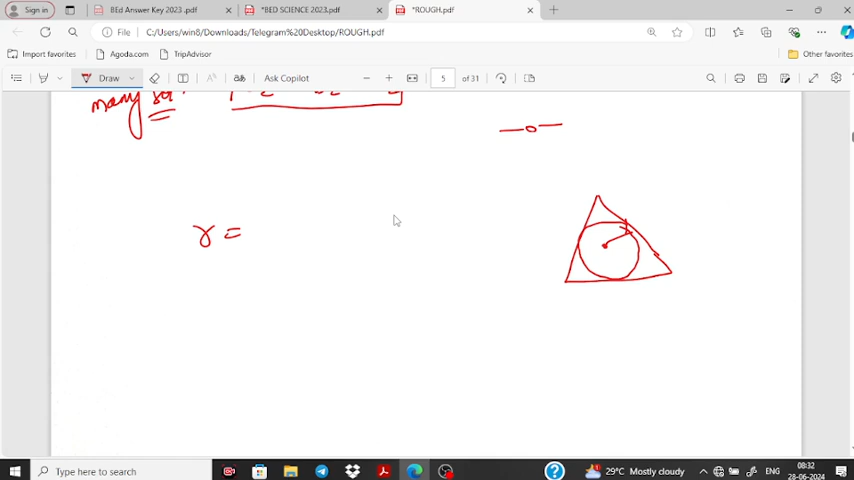 Sign in
BEd Answer Key 2023 .pdf
*BED SCIENCE 2023.pdf
*ROUGH.pdf
File
C:/Users/win8/Downloads/Telegram%20Desktop/ROUGH.pdf
Import favorites
Agoda.com
TripAdvisor
Other favorites
Draw
Ask Copilot
5
of 31
many
r =
Type here to search
29°C Mostly cloudy
ENG
08:32
28-06-2024